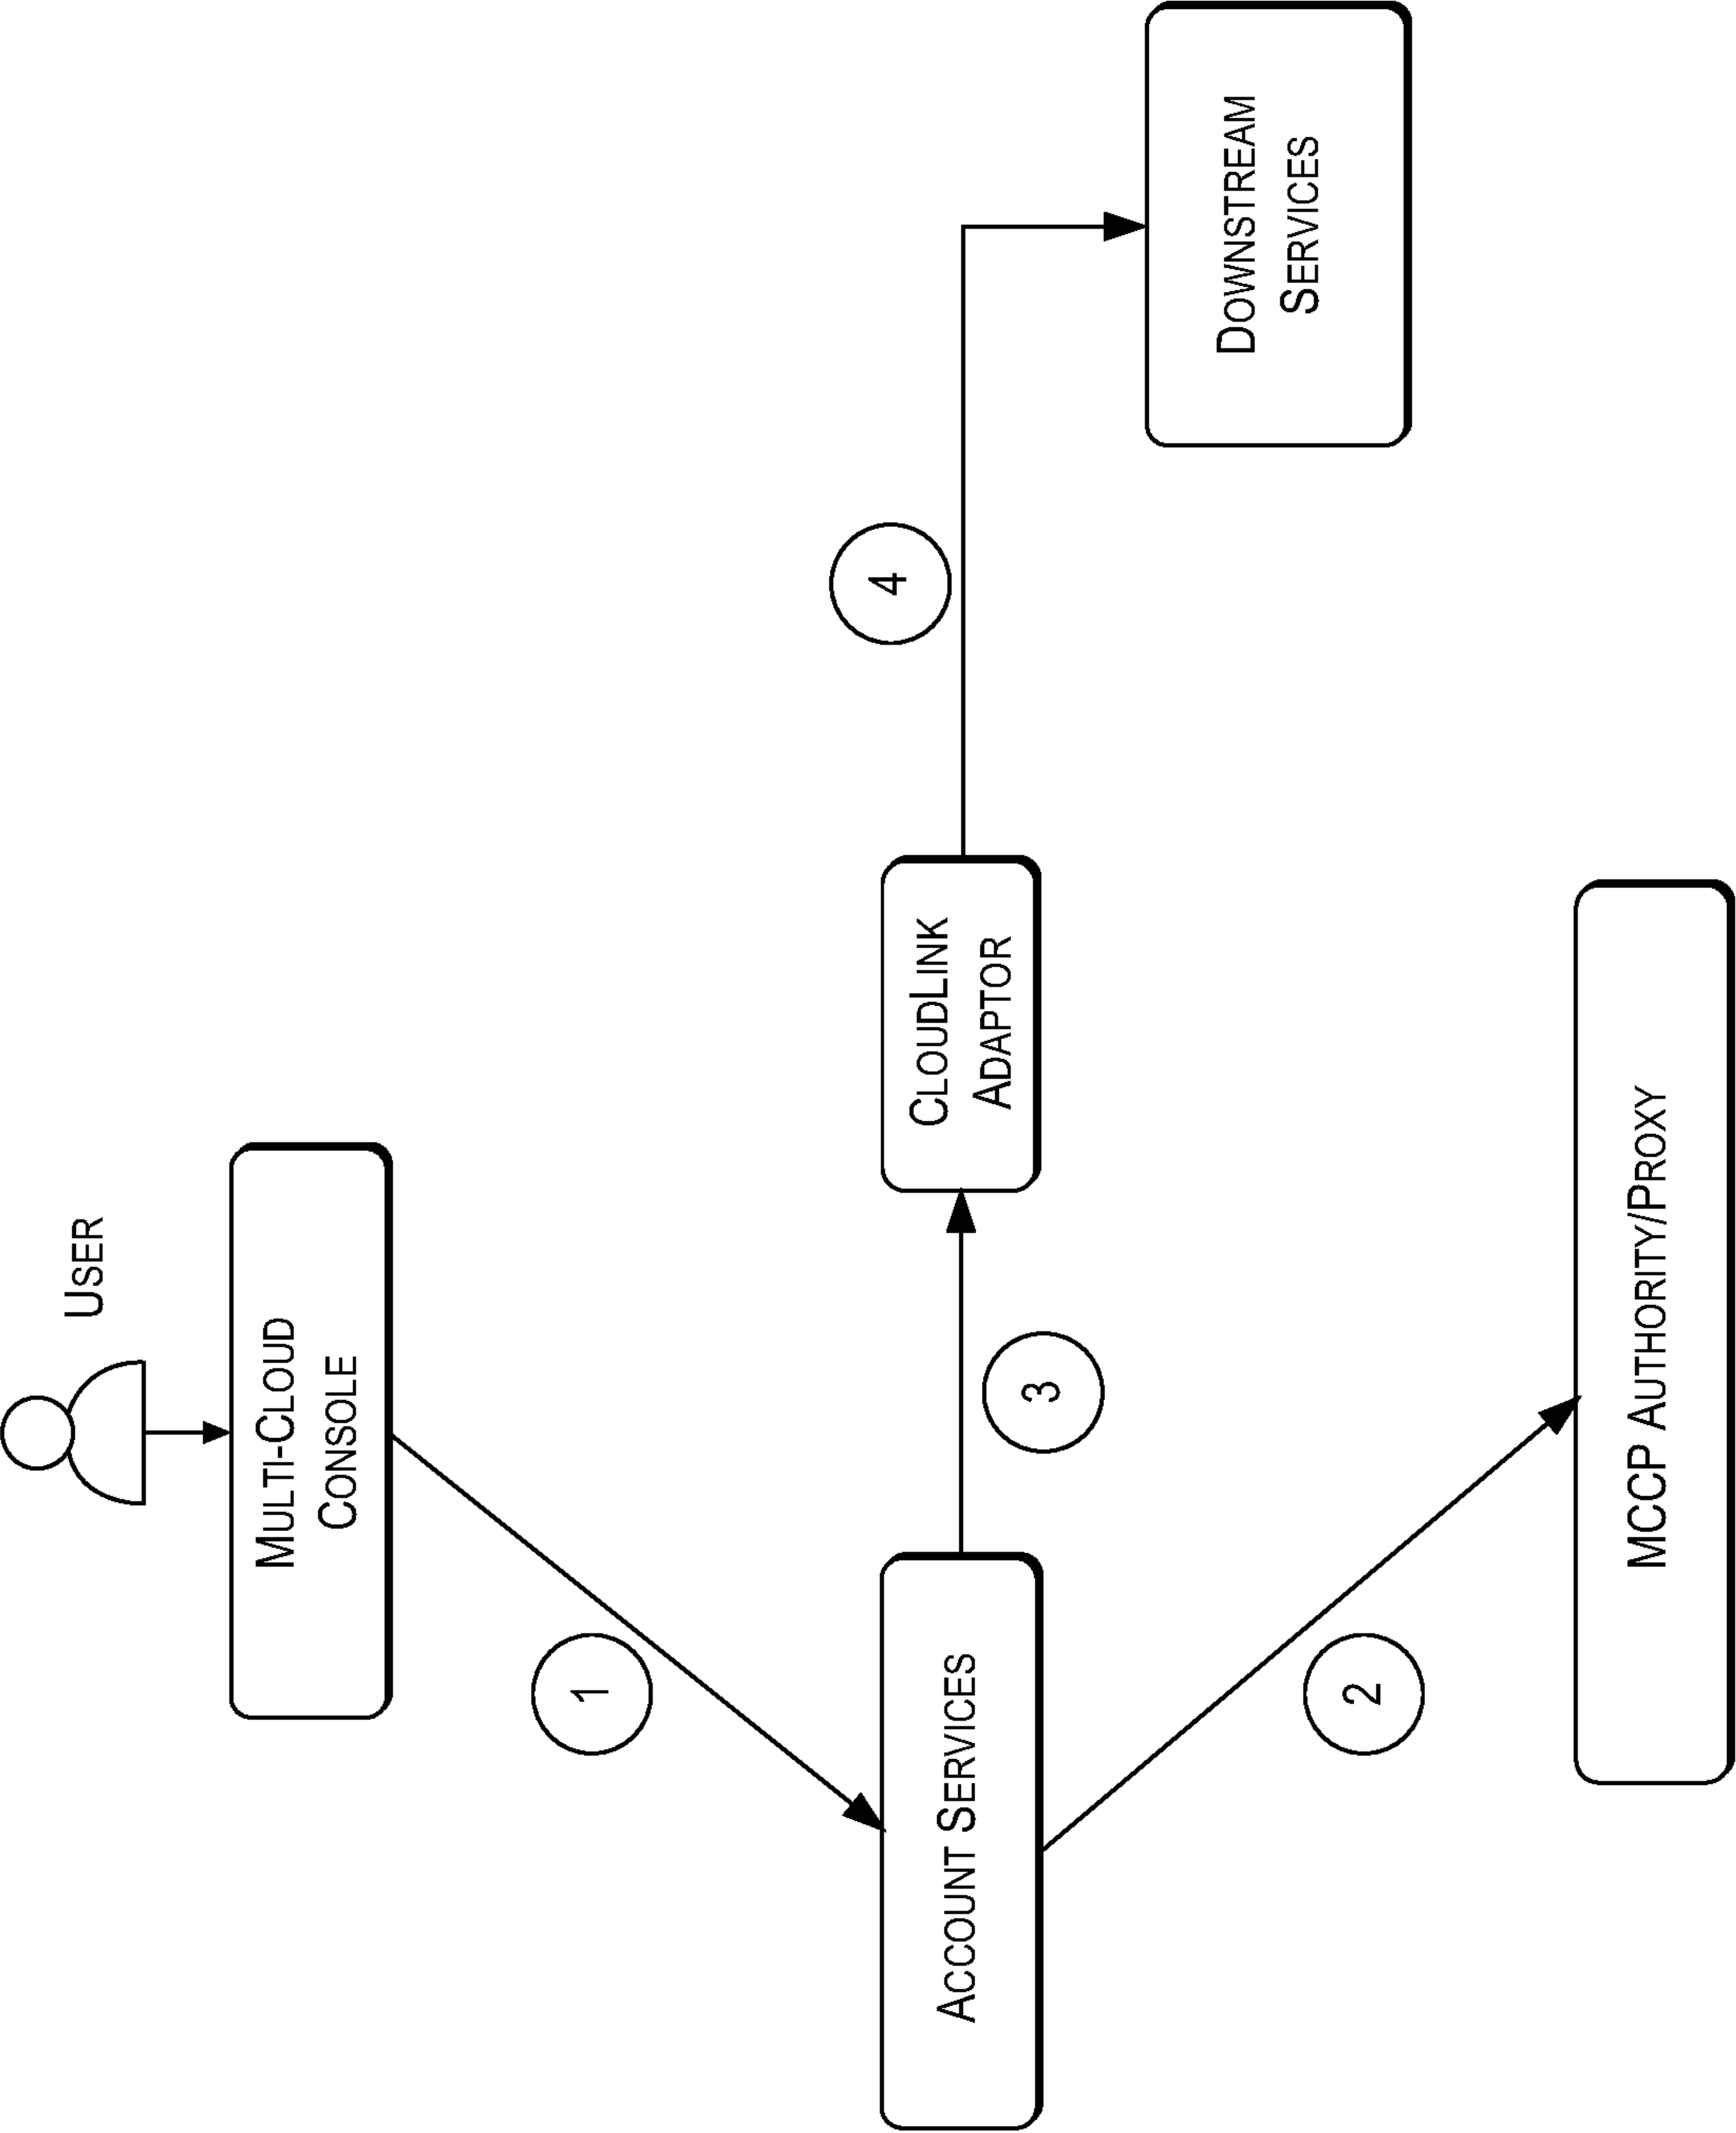 USER
MULTI-CLOUD
CONSOLE
1
ACCOUNT SERVICES
3
CLOUDLINK
ADAPTOR
4
DOWNSTREAM
SERVICES
2
MCCP AUTHORITY/PROXY